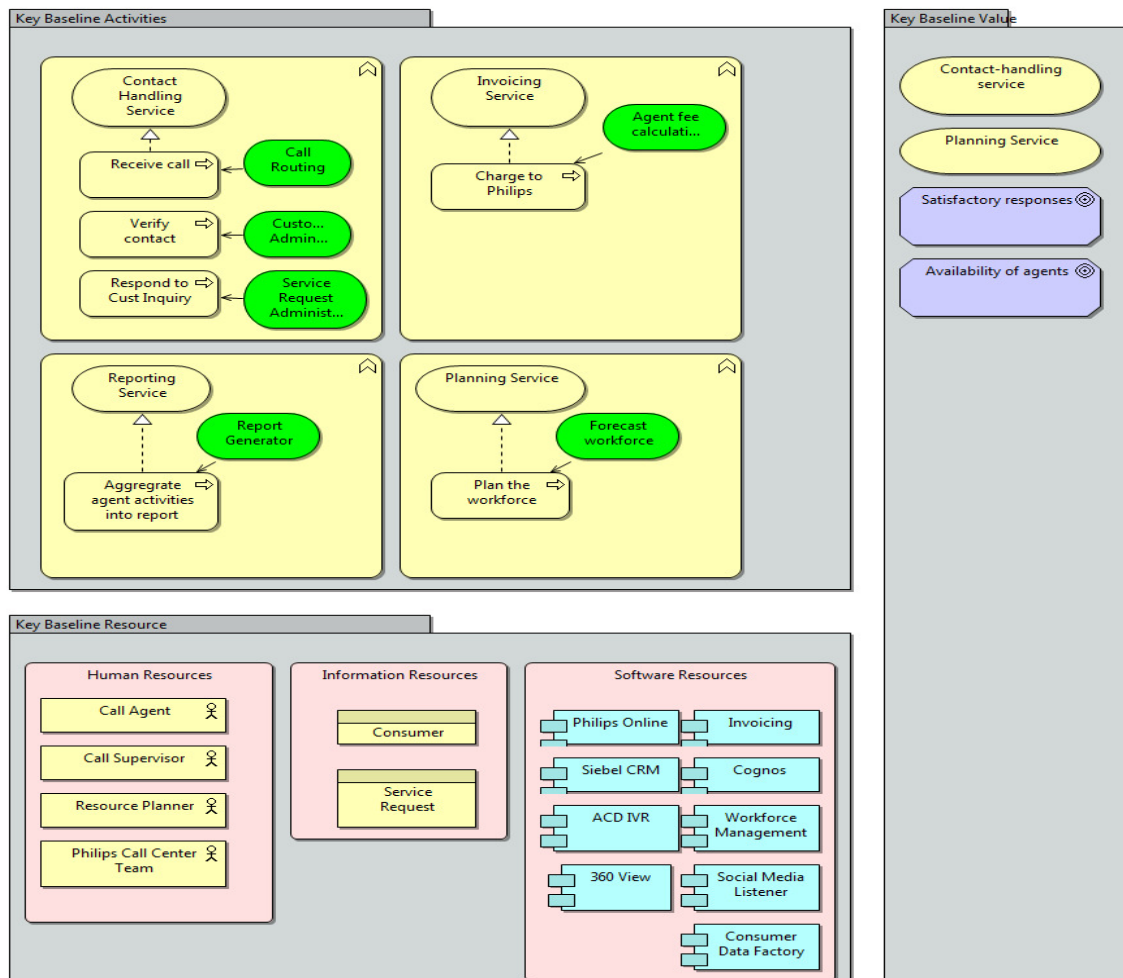 Key Baseline Activities
Contact
Handling
Service
Receive call
Call
Routing
Verify
contact
Custo...
Admin...
Respond to
Cust Inquiry
Service
Request
Administ...
Invoicing
Service
Agent fee
calculati...
Charge to
Philips
Reporting
Service
Report
Generator
Aggregrate
agent activities
into report
Planning Service
Forecast
workforce
Plan the
workforce
Key Baseline Value
Contact-handling
service
Planning Service
Satisfactory responses
Availability of agents
Key Baseline Resource
Human Resources
Call Agent
Call Supervisor
Resource Planner
Philips Call Center
Team
Information Resources
Consumer
Service
Request
Software Resources
Philips Online
Invoicing
Siebel CRM
Cognos
ACD IVR
Workforce
Management
360 View
Social Media
Listener
Consumer
Data Factory